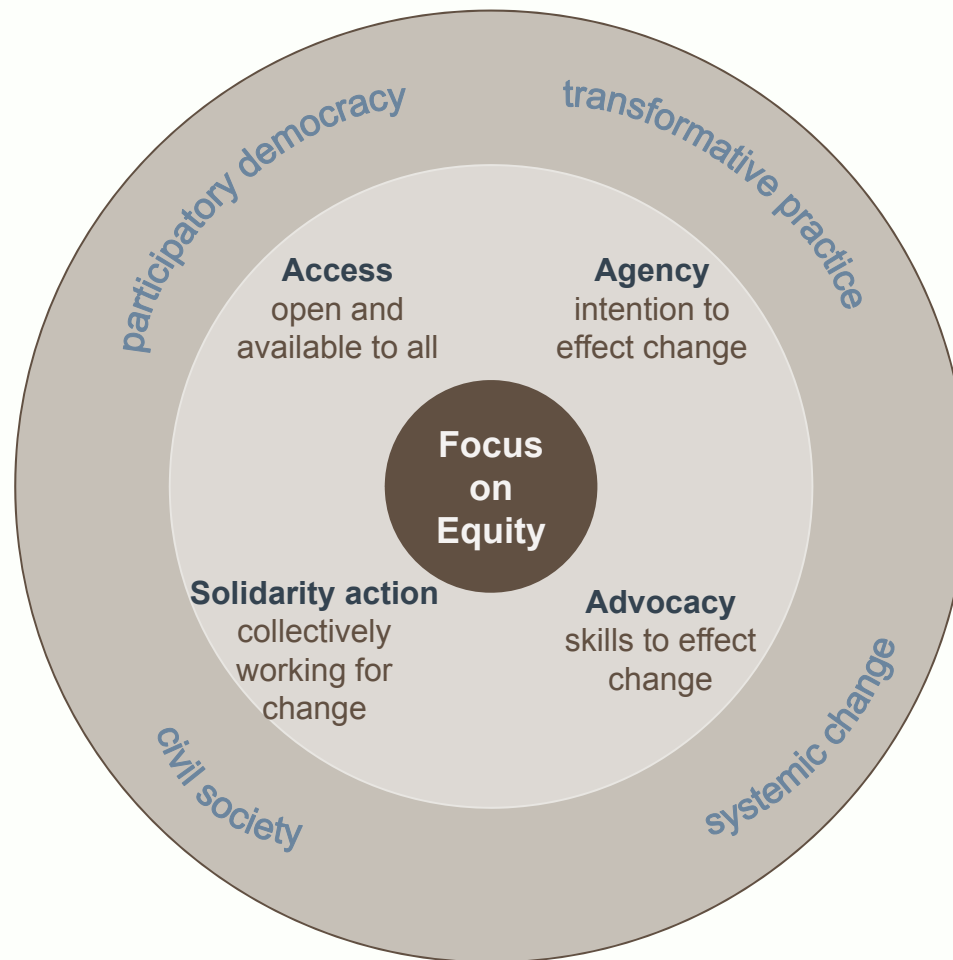 participatory democracy
transformative practice
Access
open and
available to all
Agency
intention to
effect change
Focus
on
Equity
Solidarity action
collectively
working for
change
Advocacy
skills to effect
change
civil society
systemic change